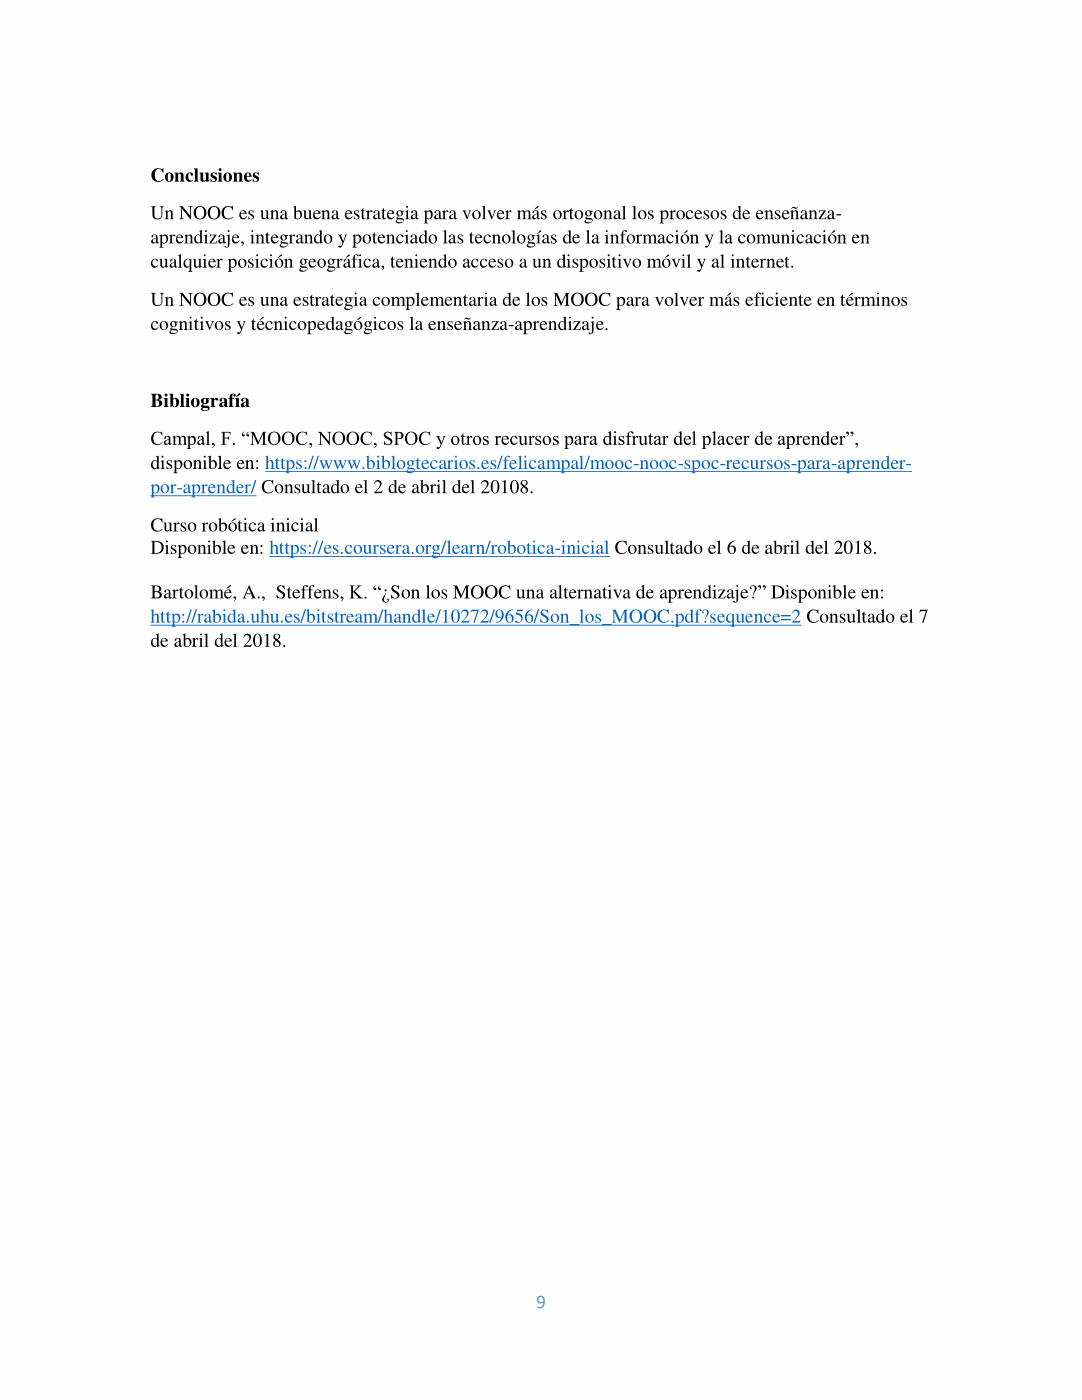 Conclusiones
Un NOOC es una buena estrategia para volver más ortogonal los procesos de enseñanza-
aprendizaje, integrando y potenciado las tecnologías de la información y la comunicación en
cualquier posición geográfica, teniendo acceso a un dispositivo móvil y al internet.
Un NOOC es una estrategia complementaria de los MOOC para volver más eficiente en términos
cognitivos y técnicopedagógicos la enseñanza-aprendizaje.
Bibliografía
Campal, F. “MOOC, NOOC, SPOC y otros recursos para disfrutar del placer de aprender”,
disponible en: https://www.biblogtecarios.es/felicampal/mooc-nooc-spoc-recursos-para-aprender-
por-aprender/ Consultado el 2 de abril del 20108.
Curso robótica inicial
Disponible en: https://es.coursera.org/learn/robotica-inicial Consultado el 6 de abril del 2018.
Bartolomé, A.,  Steffens, K. “¿Son los MOOC una alternativa de aprendizaje?” Disponible en:
http://rabida.uhu.es/bitstream/handle/10272/9656/Son_los_MOOC.pdf?sequence=2 Consultado el 7
de abril del 2018.
9